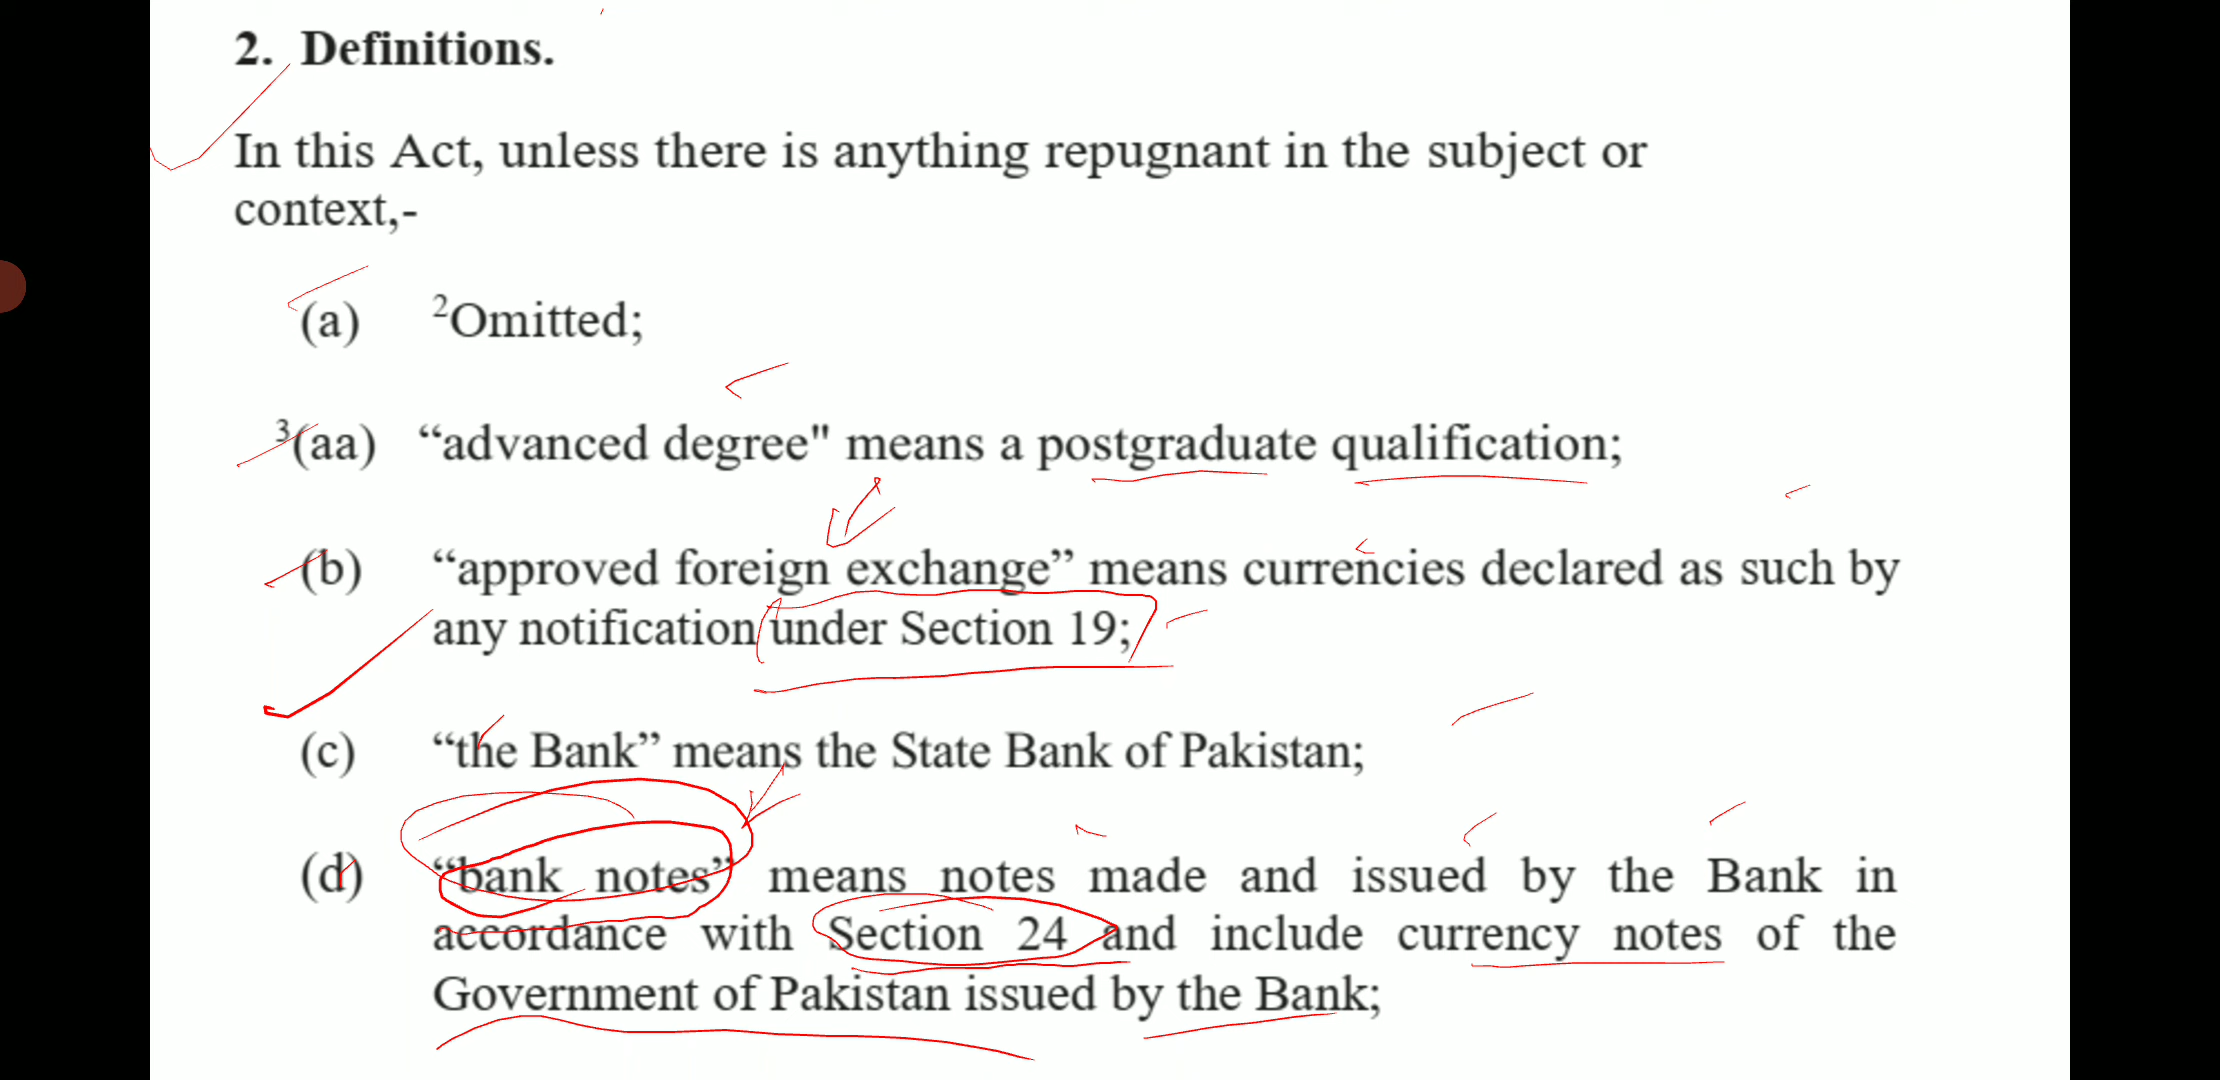 2. Definitions.
In this Act, unless there is anything repugnant in the subject or
context,-
(a) ²Omitted;
³(aa) “advanced degree" means a postgraduate qualification;
(b) “approved foreign exchange” means currencies declared as such by
any notification under Section 19;
(c) “the Bank” means the State Bank of Pakistan;
(d) “bank notes” means notes made and issued by the Bank in
accordance with Section 24 and include currency notes of the
Government of Pakistan issued by the Bank;